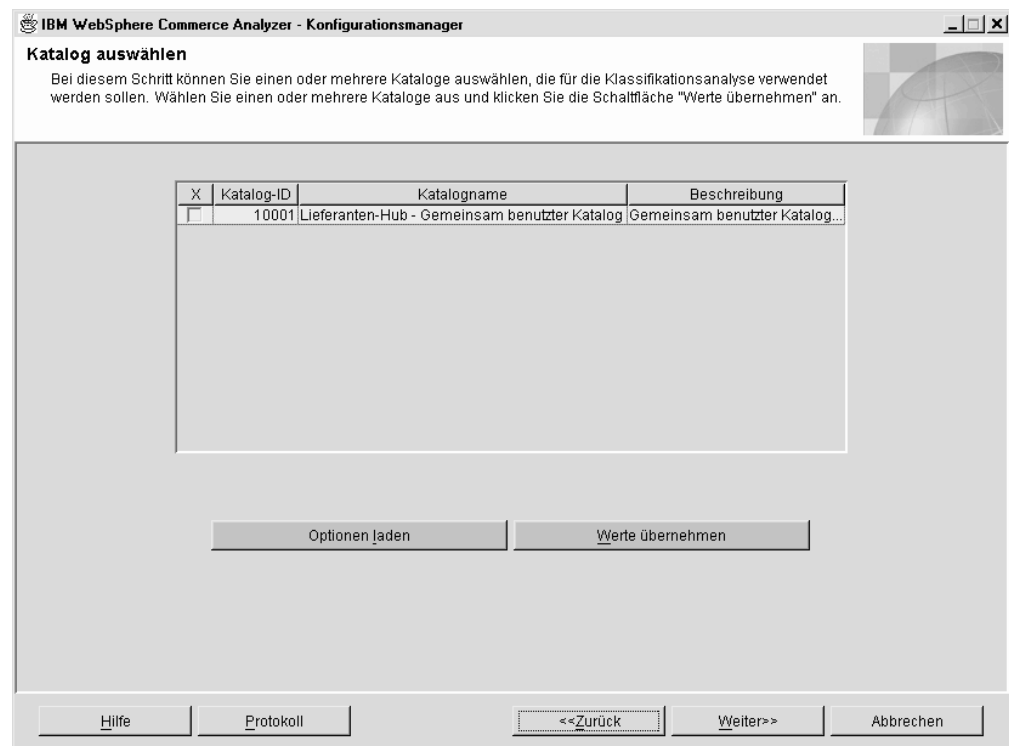 IBM WebSphere Commerce Analyzer - Konfigurationsmanager
Katalog auswählen
Bei diesem Schritt können Sie einen oder mehrere Kataloge auswählen, die für die Klassifikationsanalyse verwendet
werden sollen. Wählen Sie einen oder mehrere Kataloge aus und klicken Sie die Schaltfläche "Werte übernehmen" an.
X Katalog-ID Katalogname Beschreibung
10001 Lieferanten-Hub - Gemeinsam benutzter Katalog Gemeinsam benutzter Katalog...
Optionen laden Werte übernehmen
Hilfe Protokoll <<Zurück Weiter>> Abbrechen